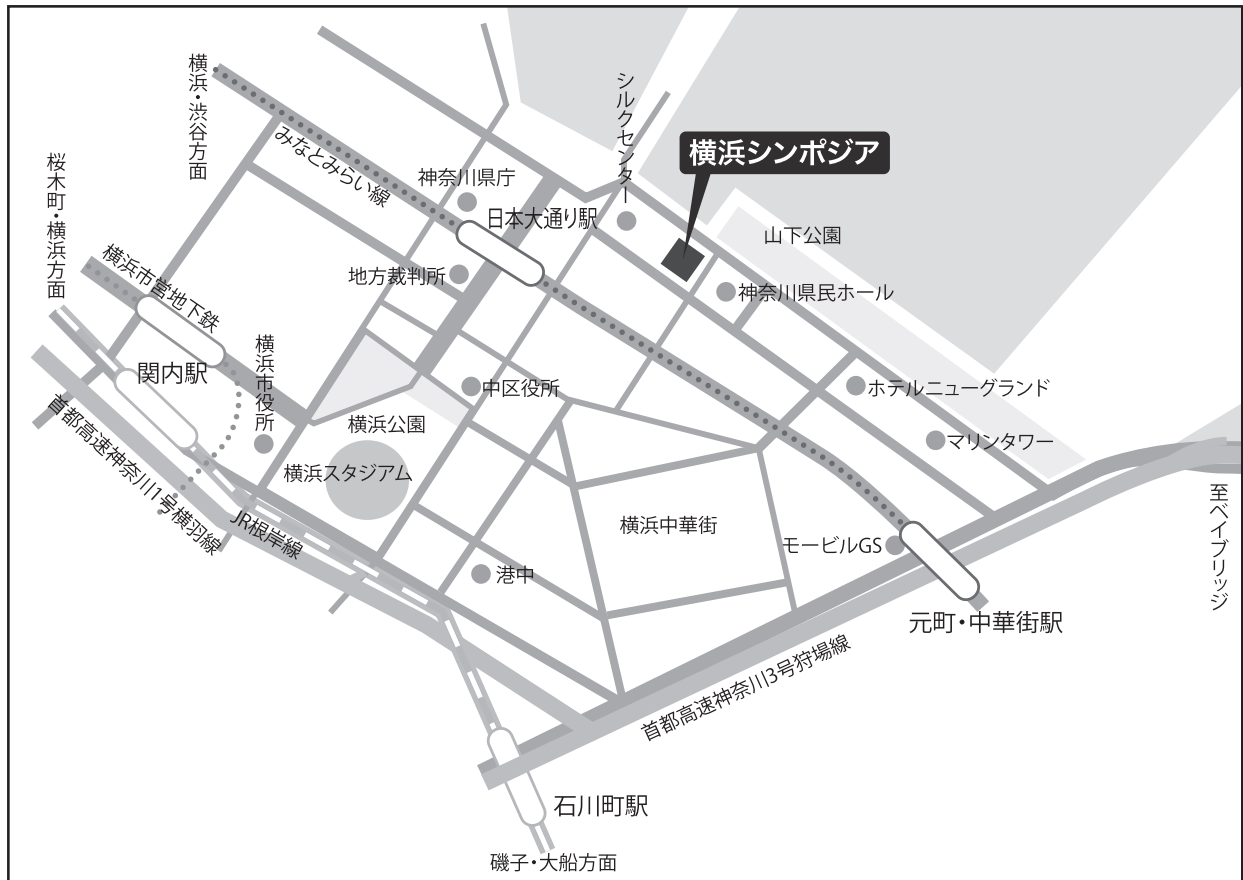 横浜・渋谷方面
みなとみらい線
シルクセンター
横浜シンポジア
桜木町・横浜方面
神奈川県庁
日本大通り駅
山下公園
横浜市営地下鉄
地方裁判所
神奈川県民ホール
関内駅
横浜市役所
中区役所
ホテルニューグランド
横浜公園
マリンタワー
首都高速神奈川1号横羽線
横浜スタジアム
至ベイブリッジ
JR根岸線
横浜中華街
モービルGS
港中
元町・中華街駅
首都高速神奈川3号狩場線
石川町駅
磯子・大船方面